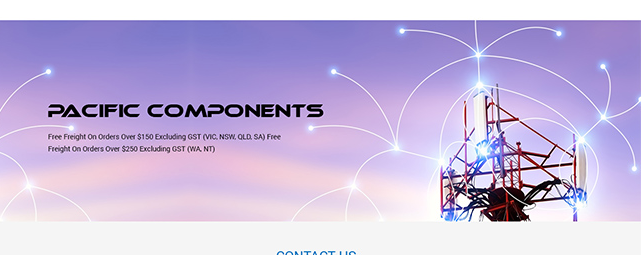 PACIFIC COMPONENTS
Free Freight On Orders Over $150 Excluding GST (VIC, NSW, QLD, SA) Free
Freight On Orders Over $250 Excluding GST (WA, NT)
CONTACT US